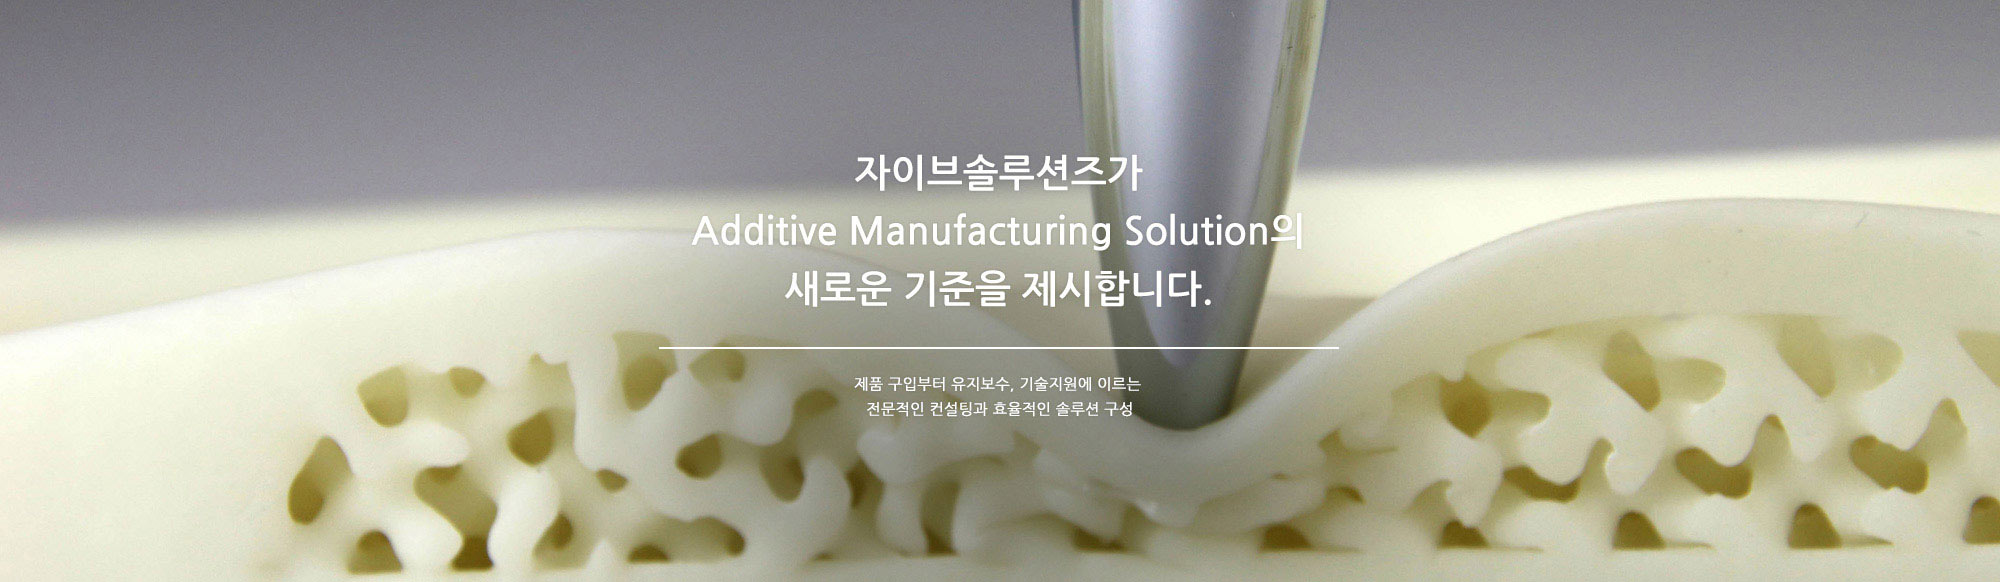 자이브솔루션즈가
Additive Manufacturing Solution의
새로운 기준을 제시합니다.
제품 구입부터 유지보수, 기술지원에 이르는
전문적인 컨설팅과 효율적인 솔루션 구성